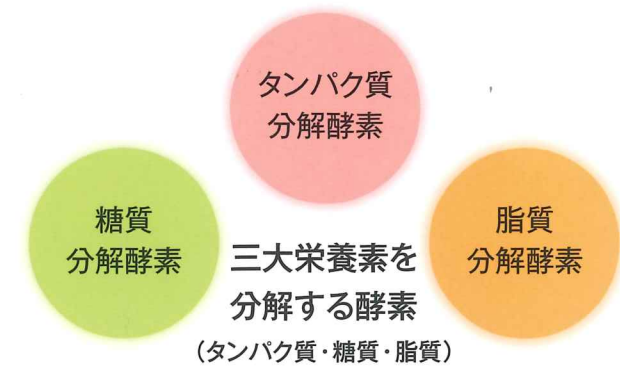 タンパク質
分解酵素
糖質
分解酵素
脂質
分解酵素
三大栄養素を
分解する酵素
（タンパク質・糖質・脂質）